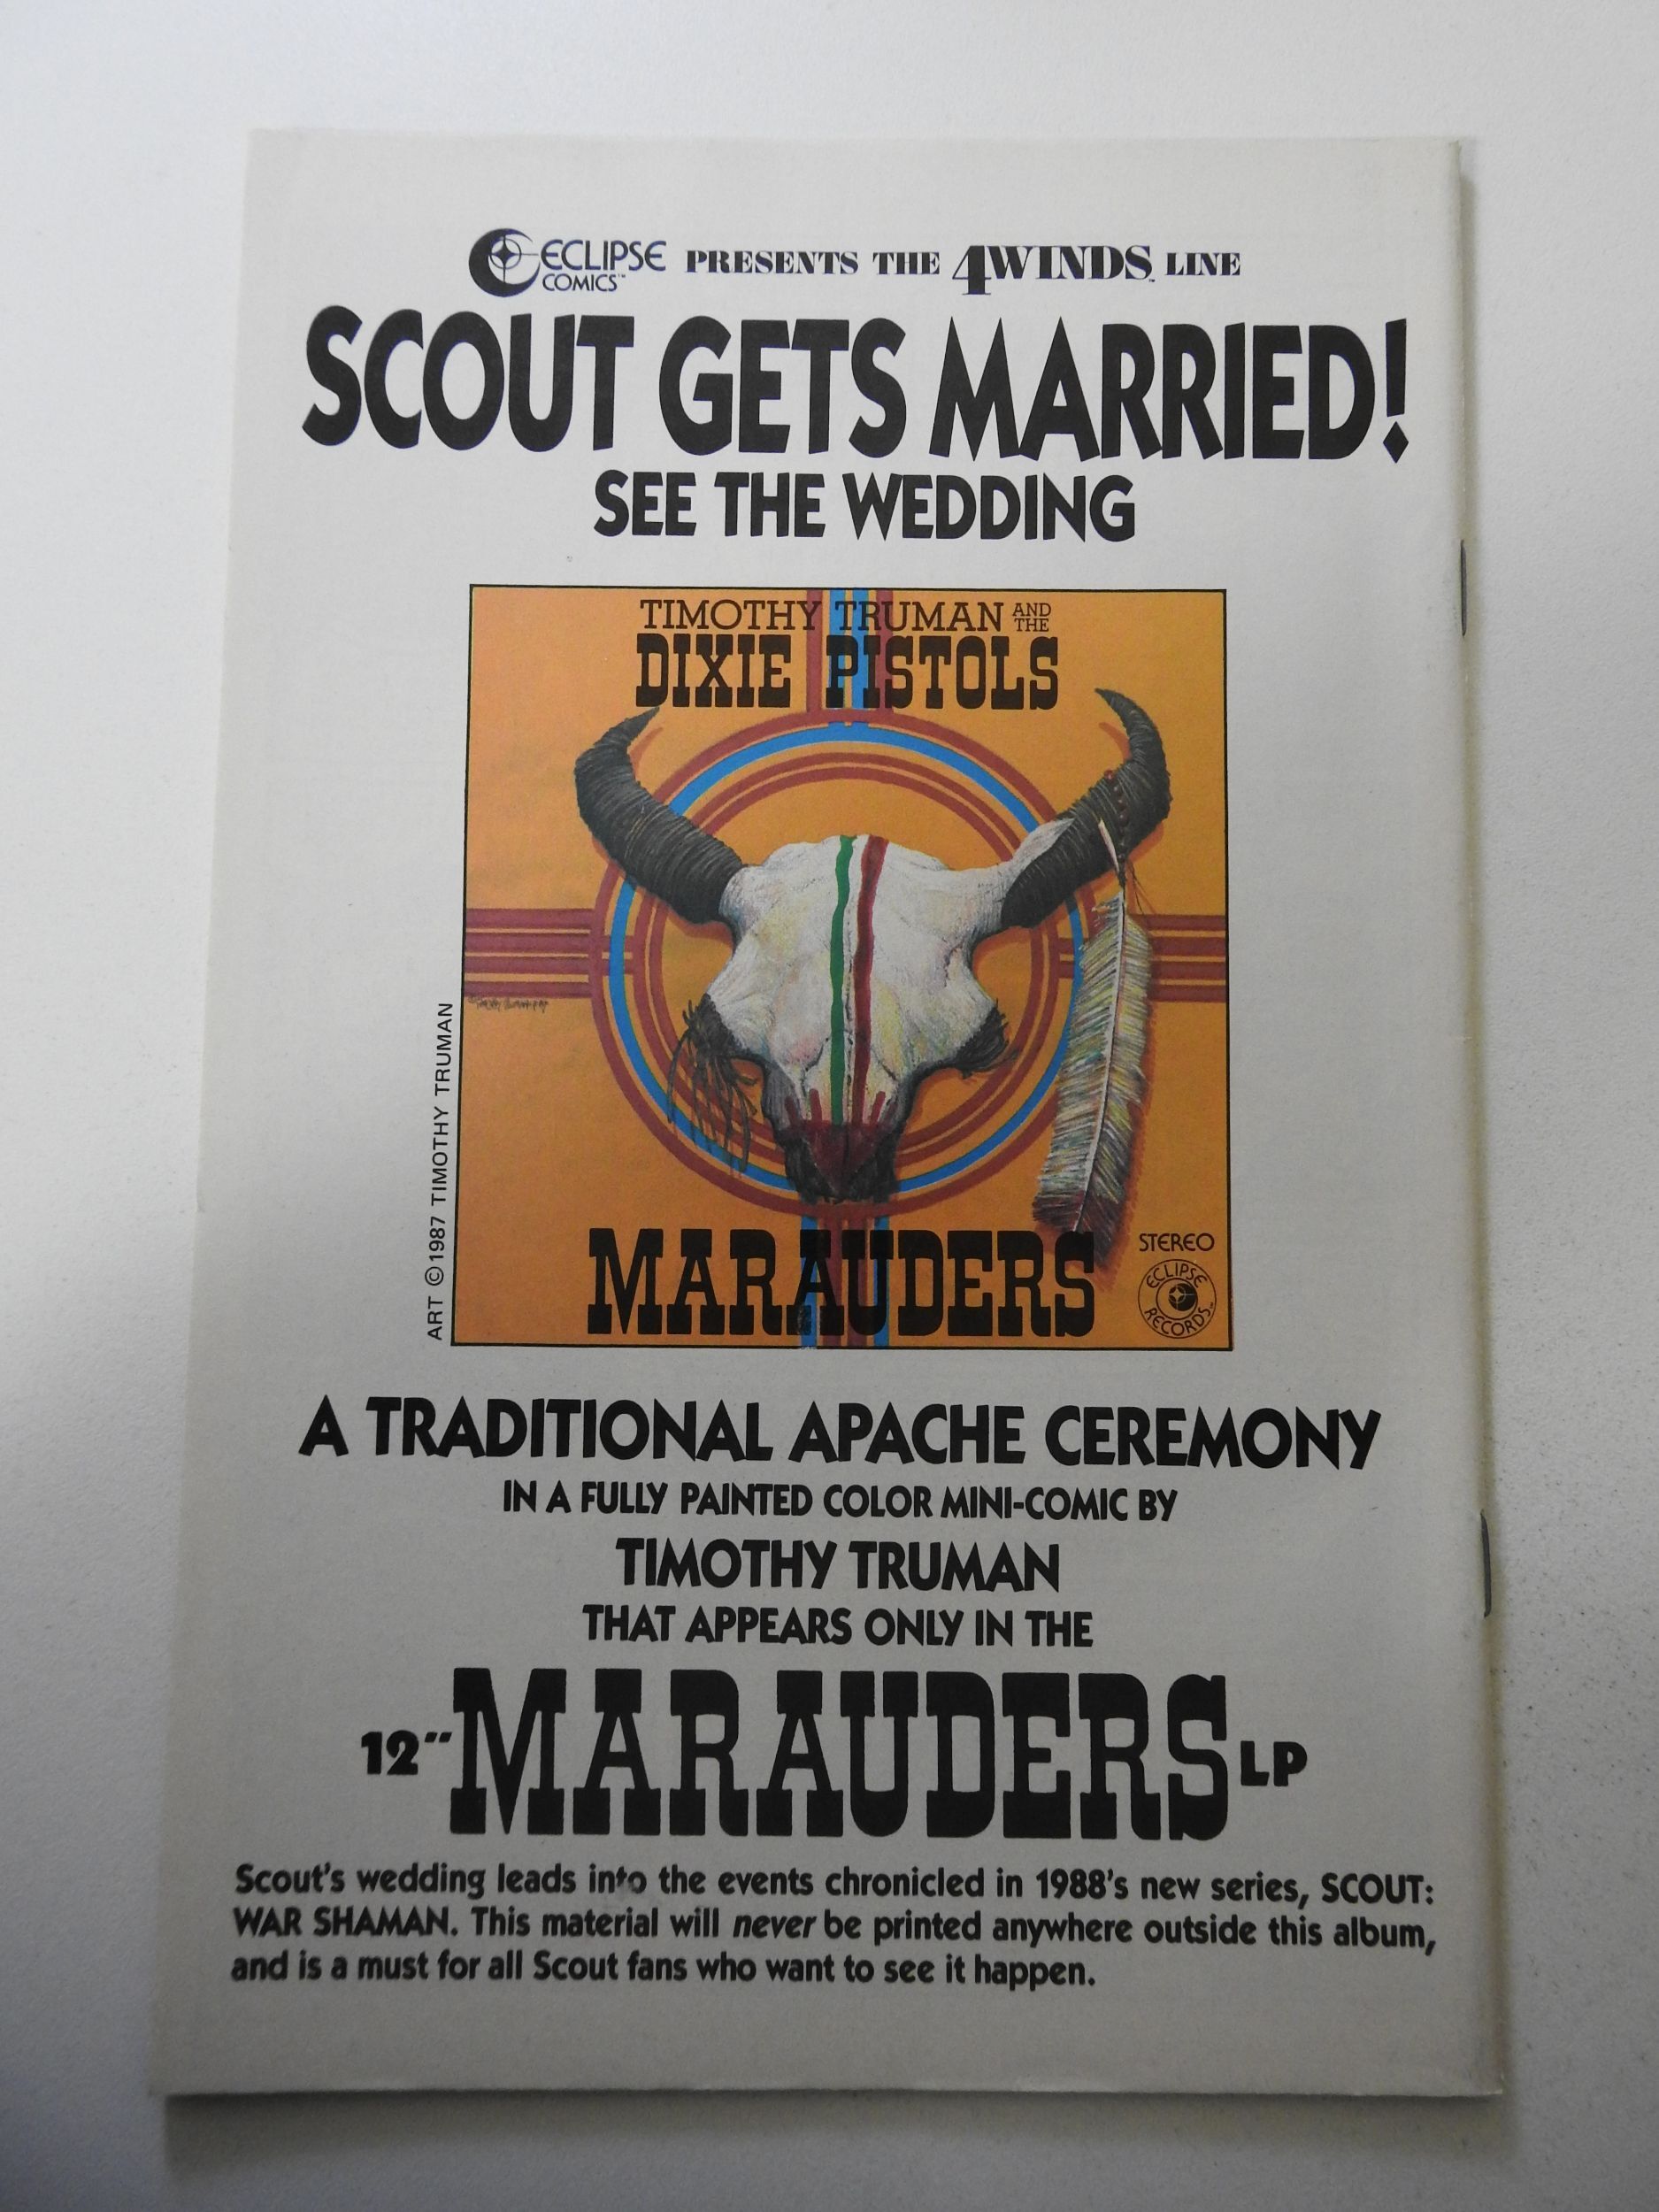 ECLIPSE COMICS™ PRESENTS THE 4WINDS™ LINE
SCOUT GETS MARRIED!
SEE THE WEDDING
TIMOTHY TRUMAN AND THE
DIXIE PISTOLS
MARAUDERS
STEREO
ECLIPSE RECORDS™
ART ©1987 TIMOTHY TRUMAN
A TRADITIONAL APACHE CEREMONY
IN A FULLY PAINTED COLOR MINI-COMIC BY
TIMOTHY TRUMAN
THAT APPEARS ONLY IN THE
12" MARAUDERS LP
Scout's wedding leads into the events chronicled in 1988's new series, SCOUT:
WAR SHAMAN. This material will never be printed anywhere outside this album,
and is a must for all Scout fans who want to see it happen.